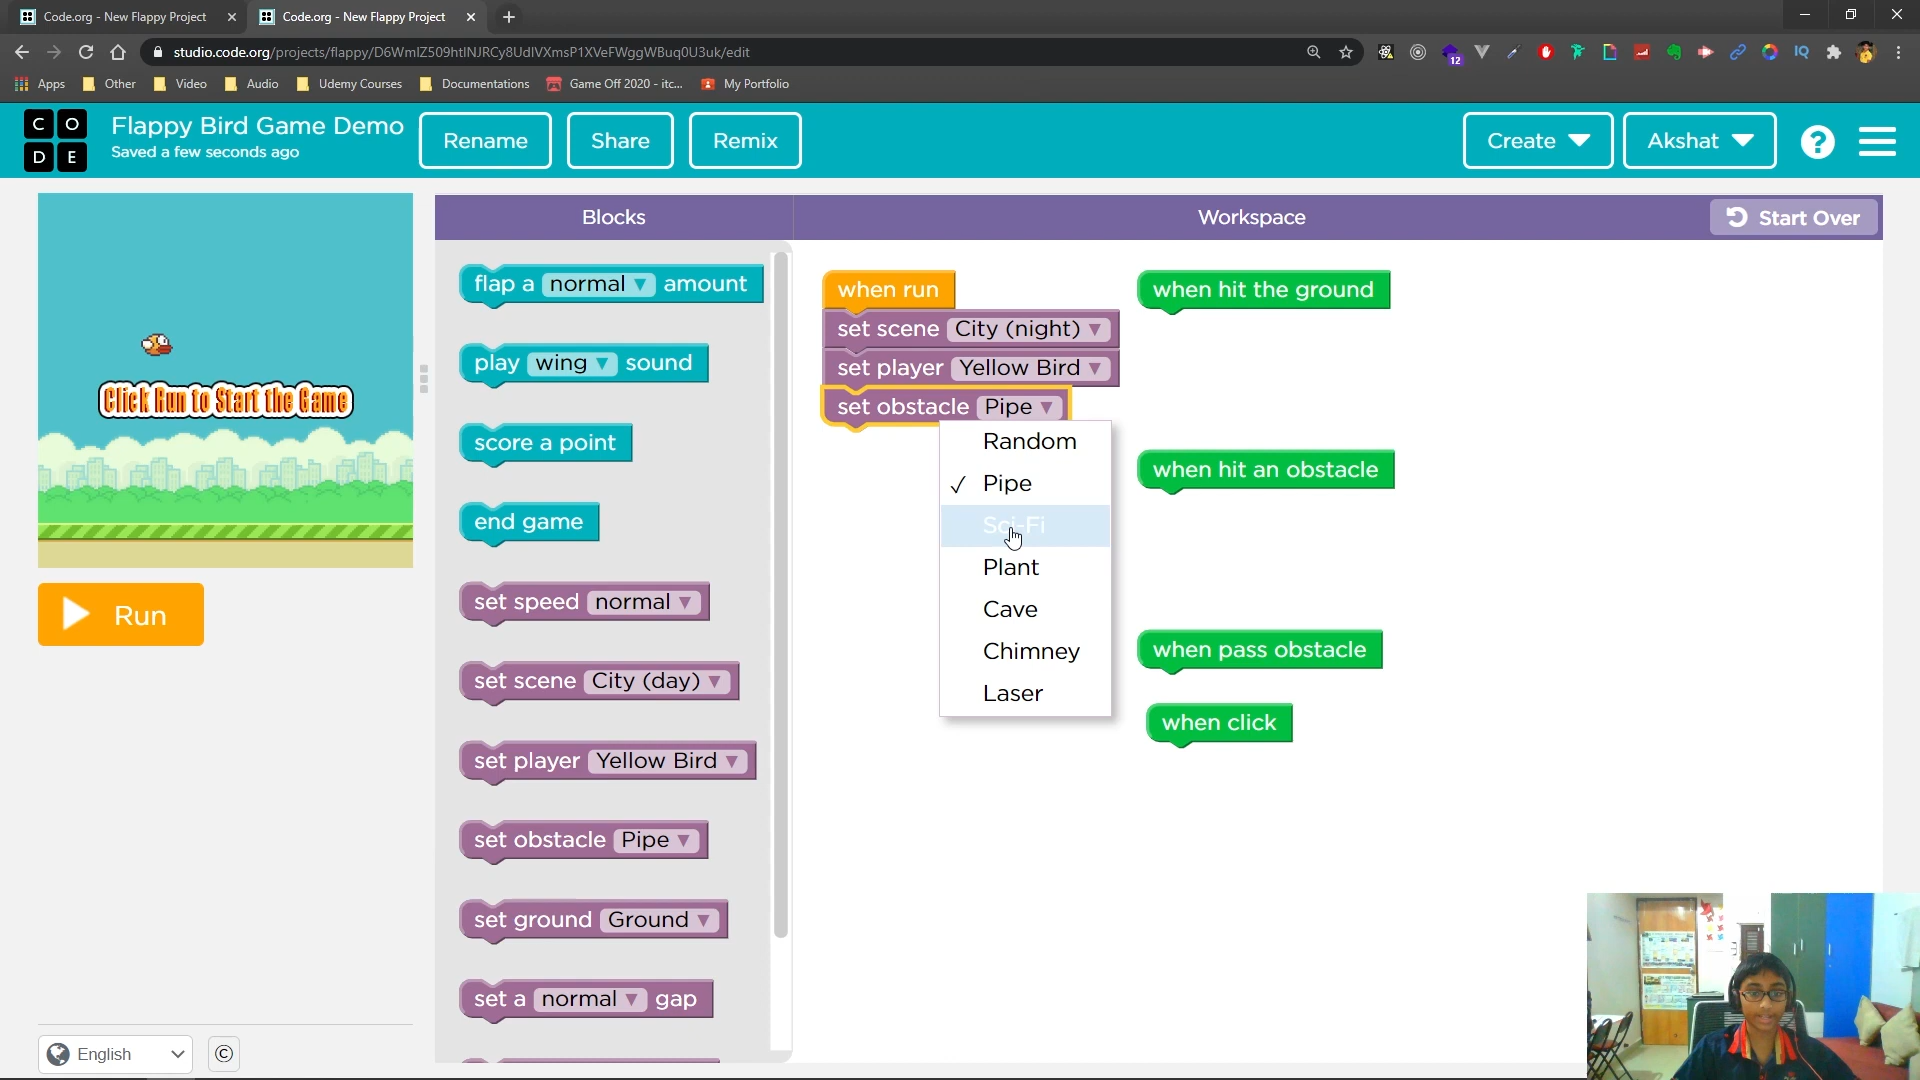 Code.org - New Flappy Project
Code.org - New Flappy Project
studio.code.org/projects/flappy/D6WmlZ509htlNJRCy8UdlVXmsP1XVeFWggWBuq0U3uk/edit
12
IQ
Apps
Other
Video
Audio
Udemy Courses
Documentations
Game Off 2020 - itc...
My Portfolio
C O
D E
Flappy Bird Game Demo
Saved a few seconds ago
Rename
Share
Remix
Create
Akshat
?
Click Run to Start the Game
Run
English
©
Blocks
flap a normal amount
play wing sound
score a point
end game
set speed normal
set scene City (day)
set player Yellow Bird
set obstacle Pipe
set ground Ground
set a normal gap
Workspace
Start Over
when run
set scene City (night)
set player Yellow Bird
set obstacle Pipe
Random
✓ Pipe
Sci-Fi
Plant
Cave
Chimney
Laser
when hit the ground
when hit an obstacle
when pass obstacle
when click